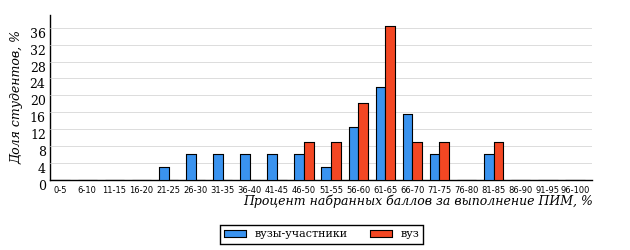 Доля студентов, %
36
32
28
24
20
16
12
8
4
0
0-5 6-10 11-15 16-20 21-25 26-30 31-35 36-40 41-45 46-50 51-55 56-60 61-65 66-70 71-75 76-80 81-85 86-90 91-95 96-100
Процент набранных баллов за выполнение ПИМ, %
вузы-участники вуз